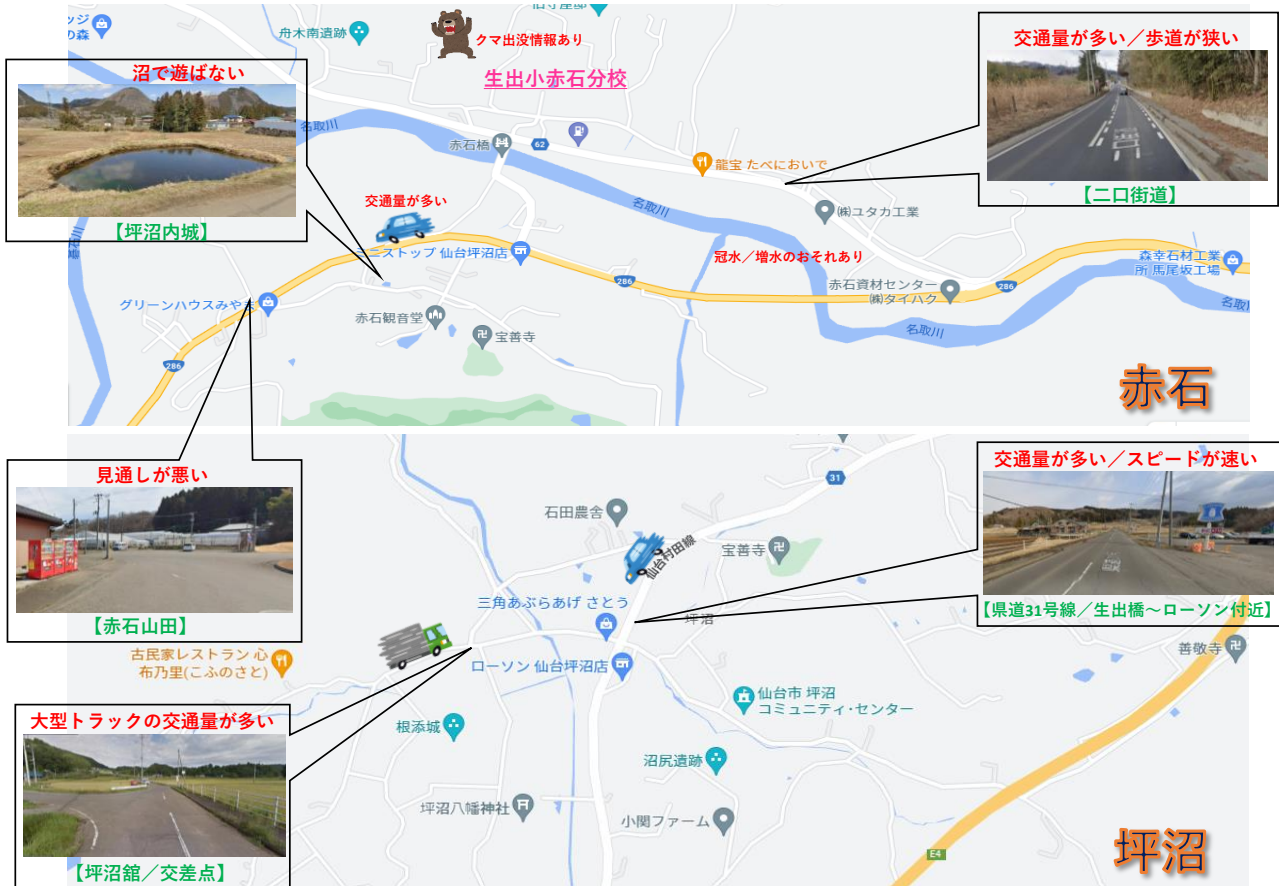 ッジ
の森
舟木南遺跡
クマ出没情報あり
生出小赤石分校
交通量が多い／歩道が狭い
【二口街道】
沼で遊ばない
【坪沼内城】
名取川
赤石橋
62
龍宝 たべにおいで
名取川
㈱ユタカ工業
交通量が多い
ニストップ 仙台坪沼店
冠水／増水のおそれあり
森幸石材工業
所 馬尾坂工場
286
赤石資材センター
㈱タイハク
286
名取川
グリーンハウスみやま
赤石観音堂
宝善寺
名取川
286
赤石
見通しが悪い
【赤石山田】
31
石田農舎
仙台村田線
宝善寺
交通量が多い／スピードが速い
【県道31号線／生出橋～ローソン付近】
三角あぶらあげ さとう
坪沼
古民家レストラン 心
布乃里(こふのさと)
ローソン 仙台坪沼店
善敬寺
仙台市 坪沼
コミュニティ・センター
大型トラックの交通量が多い
【坪沼舘／交差点】
根添城
沼尻遺跡
坪沼八幡神社
小関ファーム
E4
坪沼